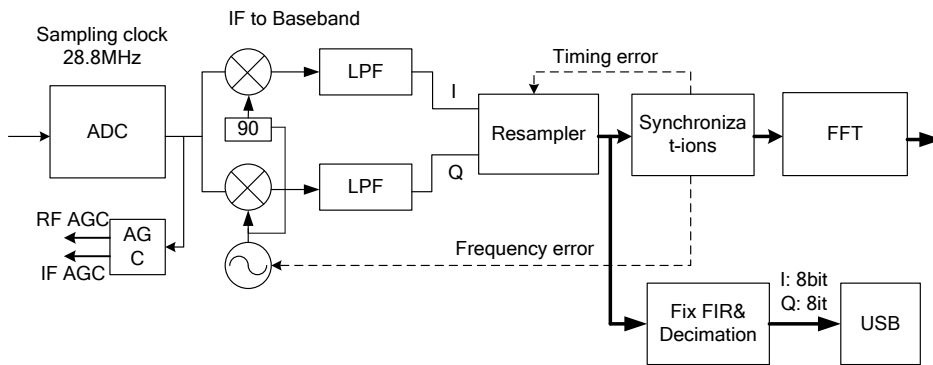 IF to Baseband
Sampling clock
28.8MHz
ADC
LPF
I
Timing error
90
Resampler
Synchronizat
t-ions
FFT
LPF
Q
RF AGC
AG
C
IF AGC
Frequency error
I: 8bit
Q: 8it
Fix FIR&
Decimation
USB